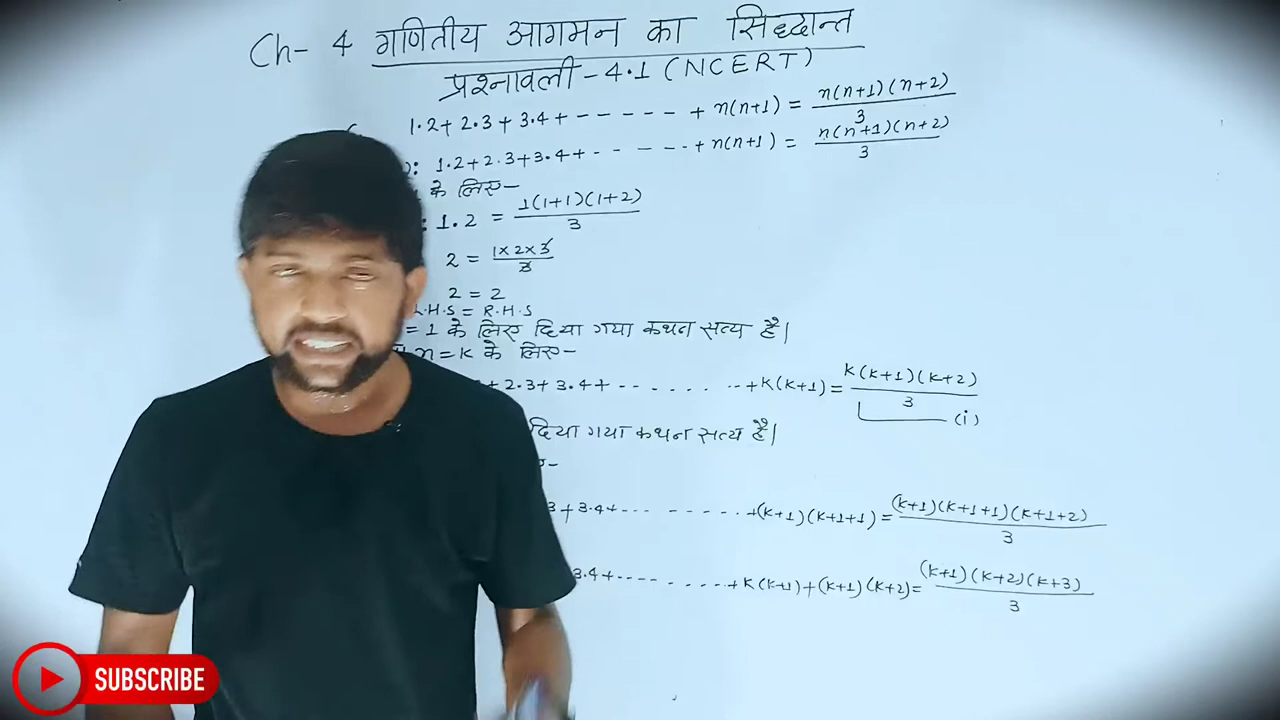 Ch- 4 गणितीय आगमन का सिद्धान्त
प्रश्नावली - 4.1 (NCERT)
1.2 + 2.3 + 3.4 + - - - - - - + n(n+1) = n(n+1)(n+2)/3
P(n): 1.2 + 2.3 + 3.4 + - - - - - + n(n+1) = n(n+1)(n+2)/3
के लिए -
: 1.2 = 1(1+1)(1+2)/3
2 = 1×2×3/3
2 = 2
L.H.S = R.H.S
= 1 के लिए दिया गया कथन सत्य है।
n = K के लिए -
+ 2.3 + 3.4 + - - - - - - - + K(K+1) = K(K+1)(K+2)/3
(i)
दिया गया कथन सत्य है।
3 + 3.4 + - - - - - - - + (K+1)(K+1+1) = (K+1)(K+1+1)(K+1+2)/3
3.4 + - - - - - - - - + K(K+1) + (K+1)(K+2) = (K+1)(K+2)(K+3)/3
SUBSCRIBE